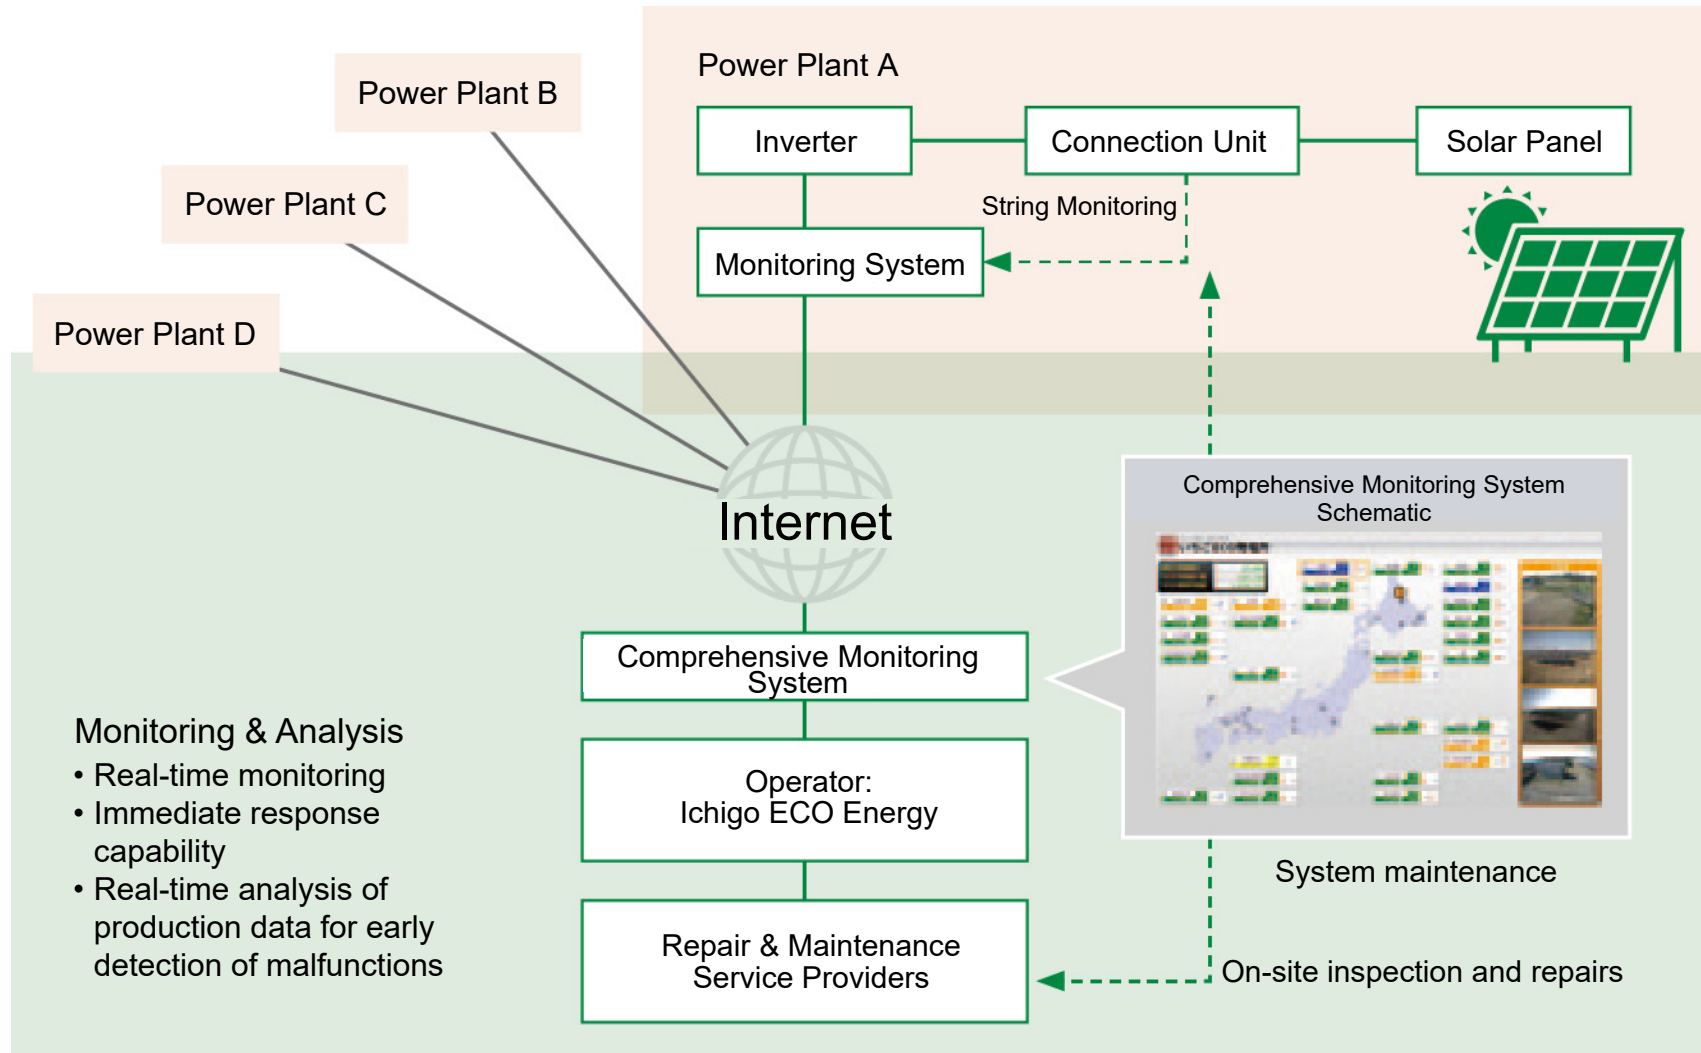 Power Plant A
Power Plant B
Inverter
Connection Unit
Solar Panel
Power Plant C
String Monitoring
Monitoring System
Power Plant D
Internet
Comprehensive Monitoring System
Schematic
Comprehensive Monitoring
System
Monitoring & Analysis
• Real-time monitoring
• Immediate response
capability
• Real-time analysis of
production data for early
detection of malfunctions
Operator:
Ichigo ECO Energy
System maintenance
Repair & Maintenance
Service Providers
On-site inspection and repairs